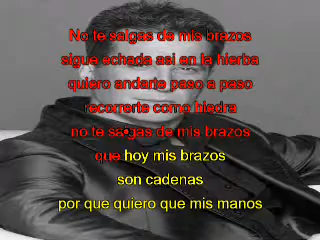 No te salgas de mis brazos
sigue echada asi en la hierba
quiero andarte paso a paso
recorrerte como hiedra
no te salgas de mis brazos
que hoy mis brazos
son cadenas
por que quiero que mis manos